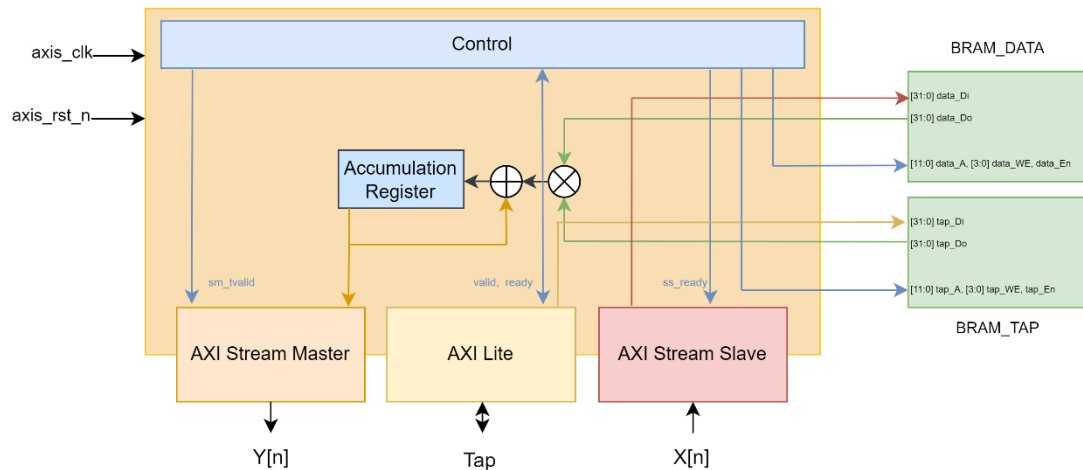 Control
axis_clk
BRAM_DATA
[31:0] data_Di
axis_rst_n
[31:0] data_Do
[11:0] data_A, [3:0] data_WE, data_En
Accumulation
Register
[31:0] tap_Di
[31:0] tap_Do
sm_tvalid
valid, ready
ss_ready
[11:0] tap_A, [3:0] tap_WE, tap_En
BRAM_TAP
AXI Stream Master
AXI Lite
AXI Stream Slave
Y[n]
Tap
X[n]